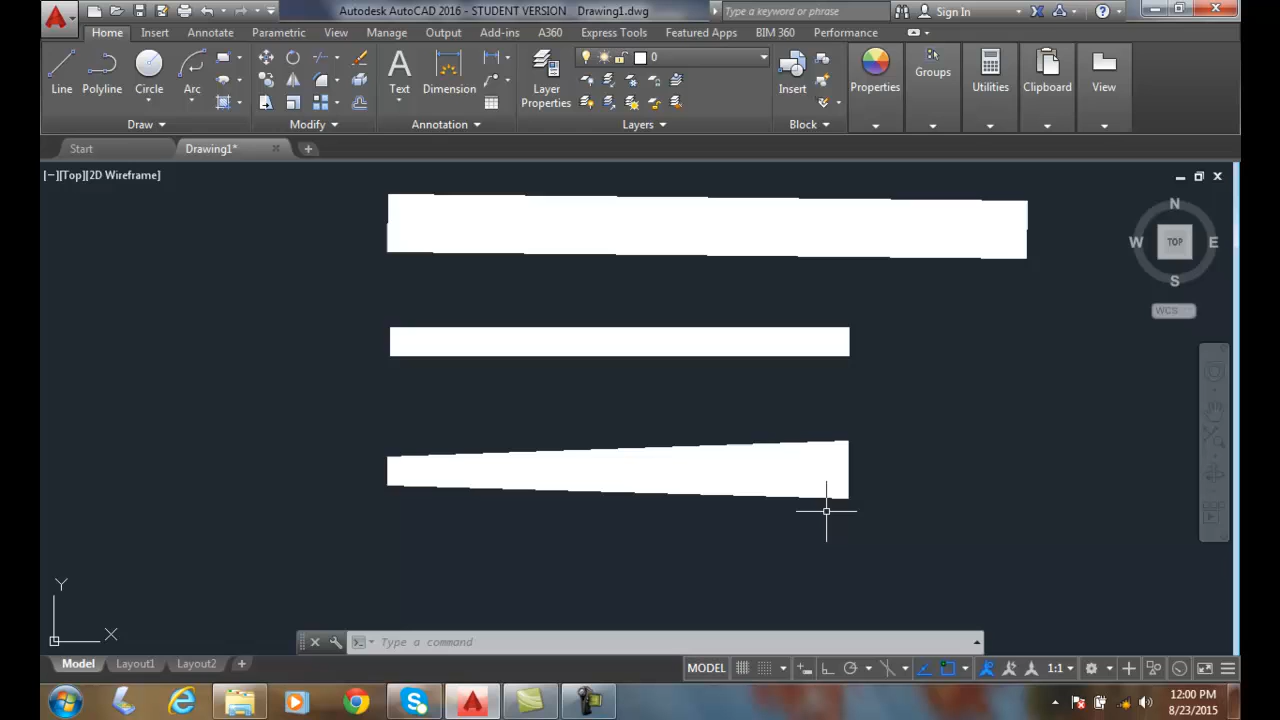 Autodesk AutoCAD 2016 - STUDENT VERSION Drawing1.dwg
Type a keyword or phrase
Sign In
Home Insert Annotate Parametric View Manage Output Add-ins A360 Express Tools Featured Apps BIM 360 Performance
Line Polyline Circle Arc Text Dimension Layer Properties 0 Insert Properties Groups Utilities Clipboard View
Draw Modify Annotation Layers Block
Start Drawing1*
[−][Top][2D Wireframe]
N
W TOP E
S
WCS
Y
X
Type a command
Model Layout1 Layout2
MODEL 1:1
12:00 PM
8/23/2015